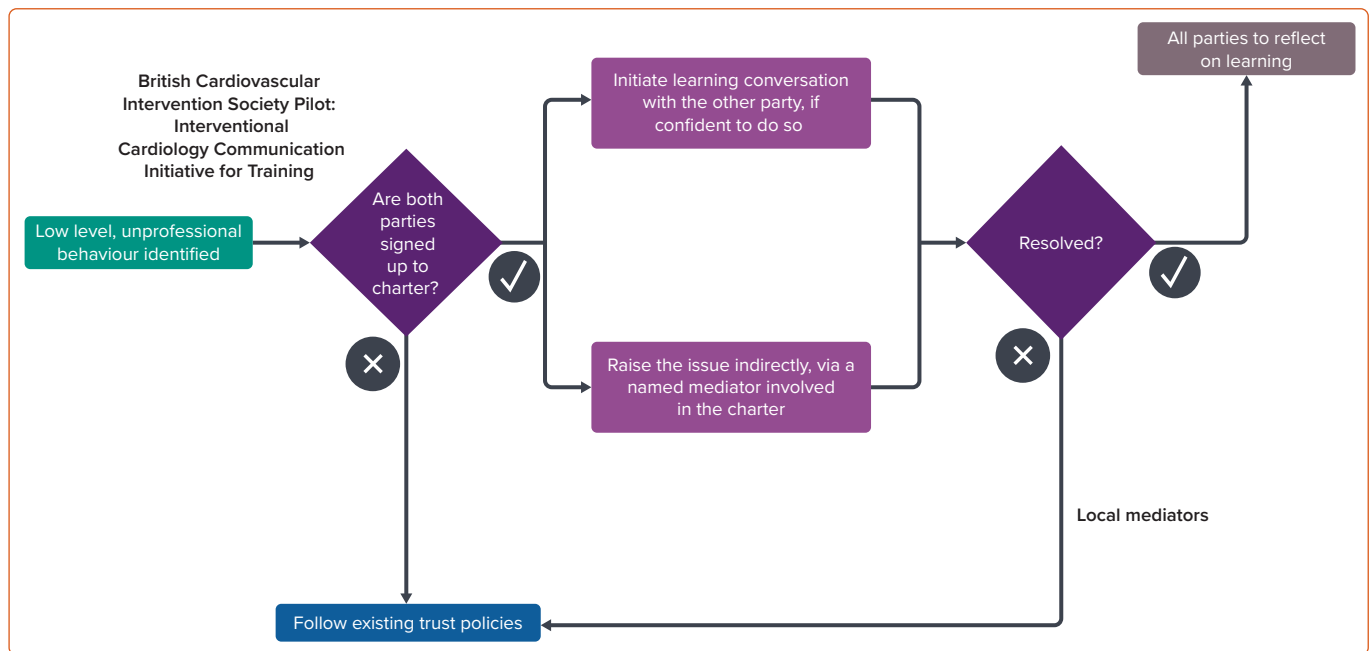 British Cardiovascular
Intervention Society Pilot:
Interventional
Cardiology Communication
Initiative for Training
Low level, unprofessional
behaviour identified
Are both
parties
signed
up to
charter?
Initiate learning conversation
with the other party, if
confident to do so
Raise the issue indirectly, via a
named mediator involved
in the charter
Resolved?
All parties to reflect
on learning
Local mediators
Follow existing trust policies